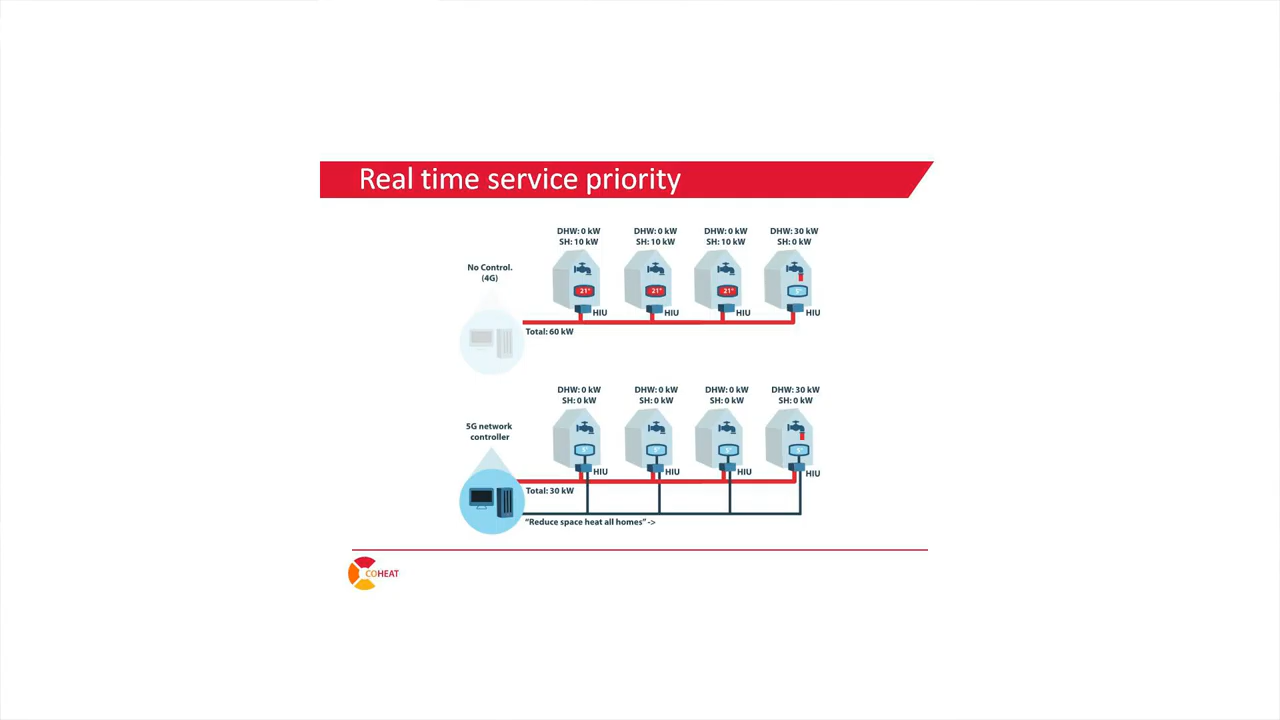 Real time service priority
DHW: 0 kW
SH: 10 kW
DHW: 0 kW
SH: 10 kW
DHW: 0 kW
SH: 10 kW
DHW: 30 kW
SH: 0 kW
No Control.
(4G)
21°
21°
21°
HIU
HIU
HIU
HIU
Total: 60 kW
DHW: 0 kW
SH: 0 kW
DHW: 0 kW
SH: 0 kW
DHW: 0 kW
SH: 0 kW
DHW: 30 kW
SH: 0 kW
5G network
controller
HIU
HIU
HIU
HIU
Total: 30 kW
“Reduce space heat all homes” ->
COHEAT